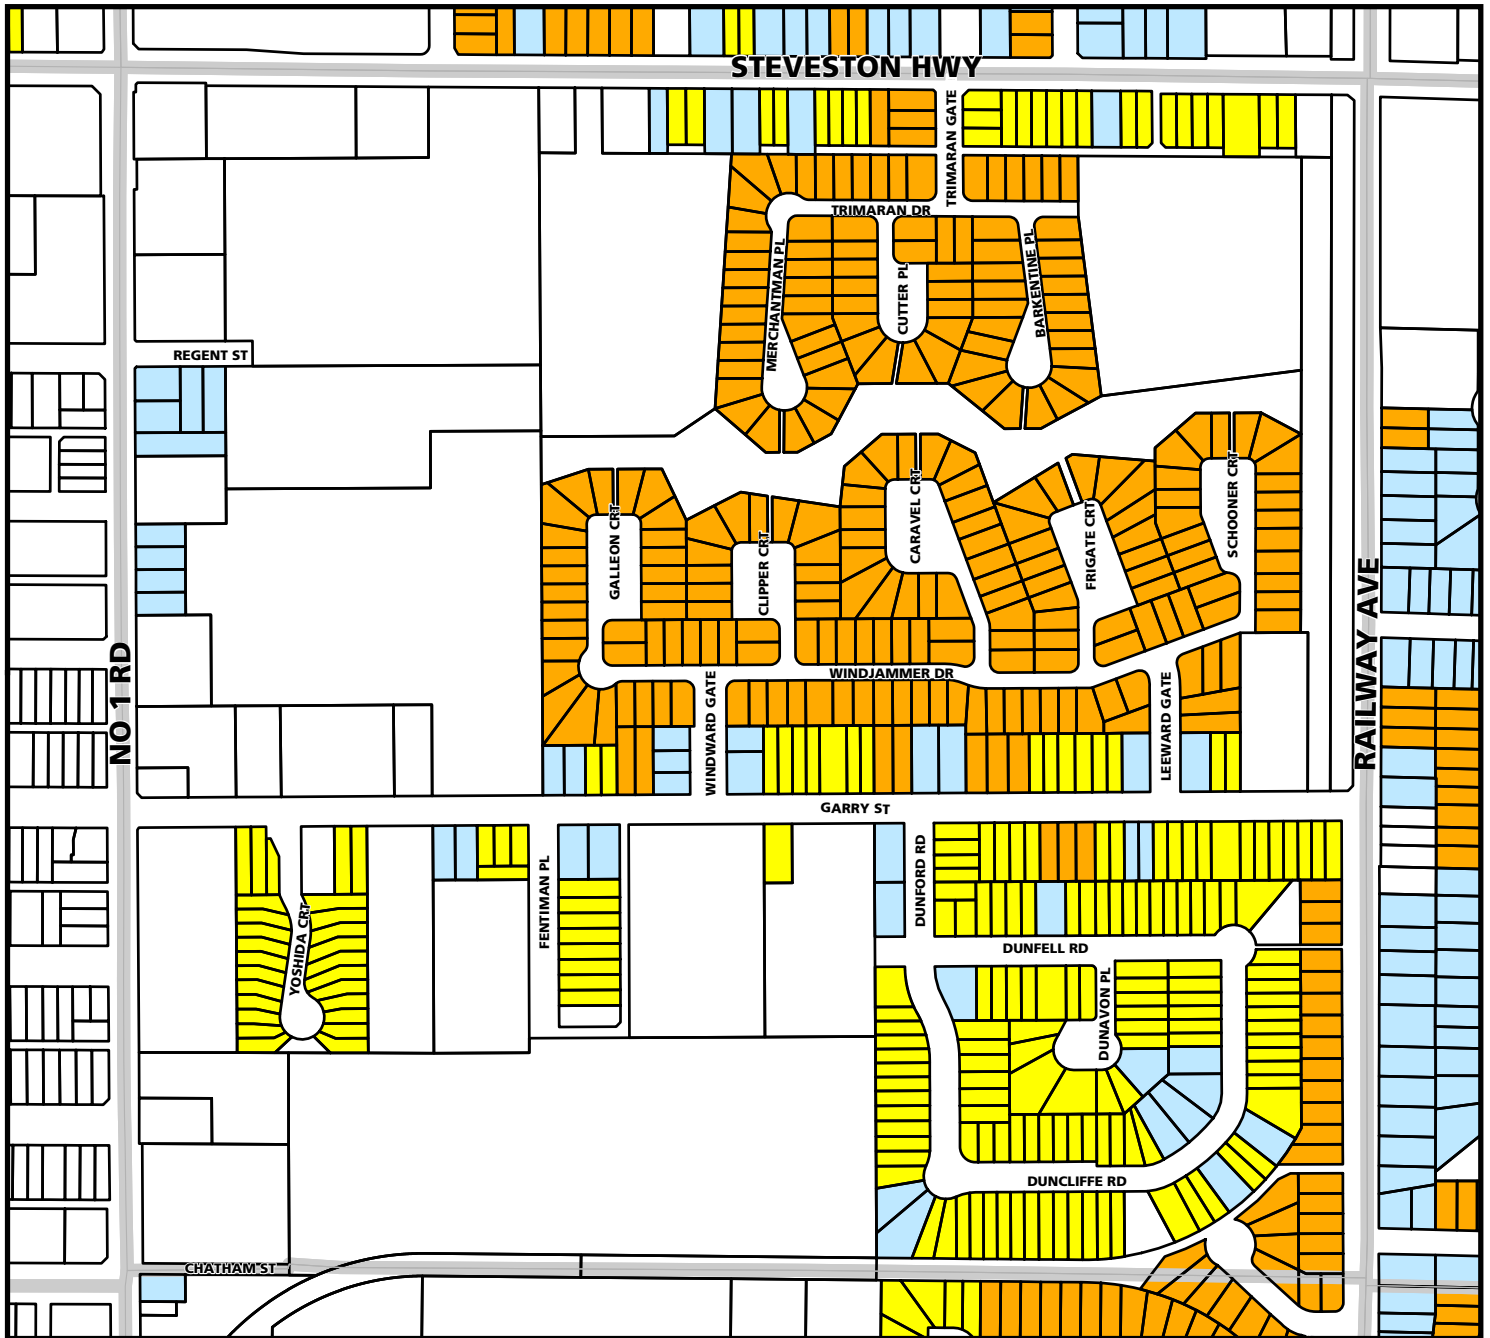 STEVESTON HWY
TRIMARAN GATE
TRIMARAN DR
MERCHANTMAN PL
CUTTER PL
BARKENTINE PL
REGENT ST
GALLEON CRT
CLIPPER CRT
CARAVEL CRT
FRIGATE CRT
SCHOONER CRT
NO 1 RD
RAILWAY AVE
WINDJAMMER DR
WINDWARD GATE
LEEWARD GATE
GARRY ST
YOSHIDA CRT
FENTIMAN PL
DUNFORD RD
DUNFELL RD
DUNAVON PL
DUNCLIFFE RD
CHATHAM ST